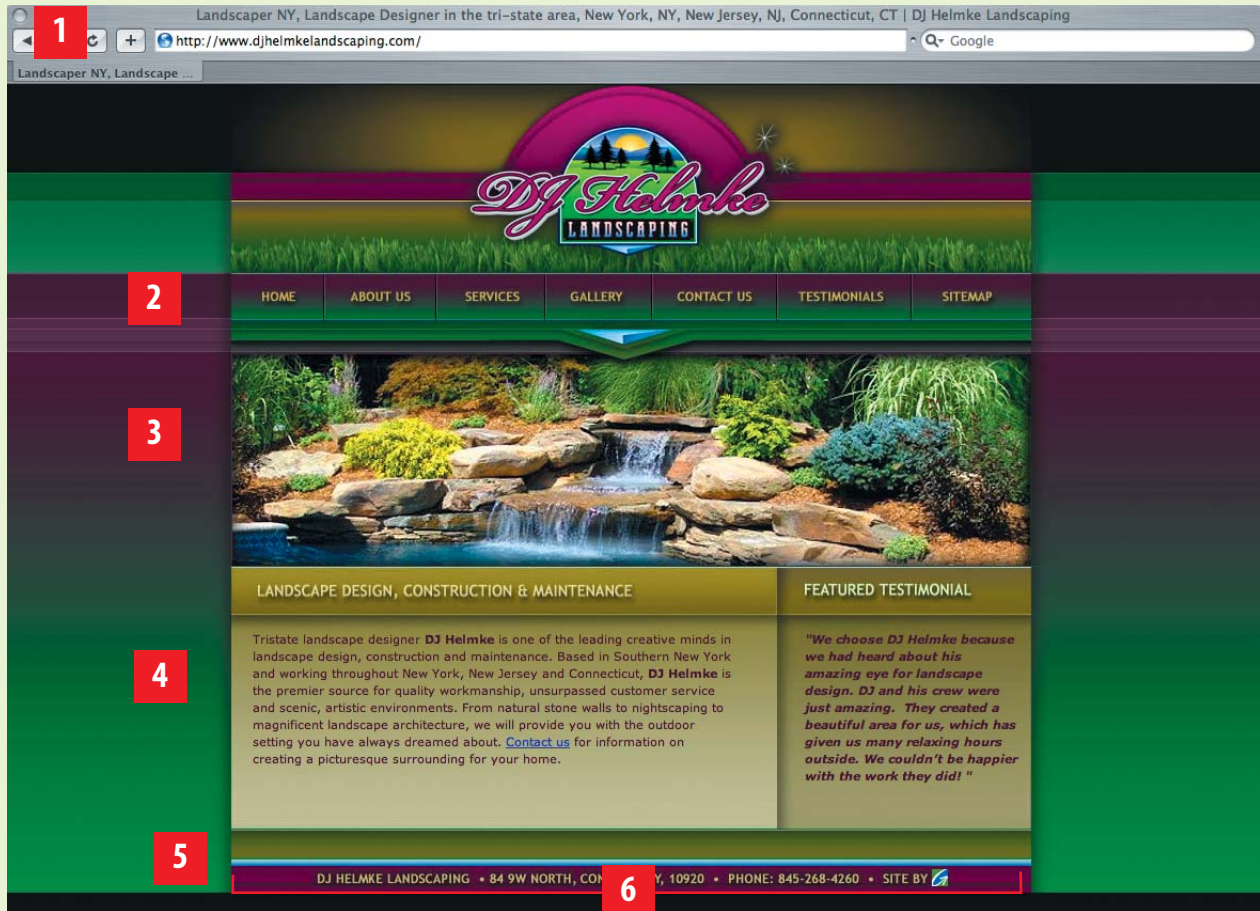 Landscaper NY, Landscape Designer in the tri-state area, New York, NY, New Jersey, NJ, Connecticut, CT | DJ Helmke Landscaping
1
http://www.djhelmkelandscaping.com/
Google
Landscaper NY, Landscape ...
DJ Helmke
LANDSCAPING
2
HOME
ABOUT US
SERVICES
GALLERY
CONTACT US
TESTIMONIALS
SITEMAP
3
LANDSCAPE DESIGN, CONSTRUCTION & MAINTENANCE
Tristate landscape designer DJ Helmke is one of the leading creative minds in
landscape design, construction and maintenance. Based in Southern New York
and working throughout New York, New Jersey and Connecticut, DJ Helmke is
the premier source for quality workmanship, unsurpassed customer service
and scenic, artistic environments. From natural stone walls to nightscaping to
magnificent landscape architecture, we will provide you with the outdoor
setting you have always dreamed about. Contact us for information on
creating a picturesque surrounding for your home.
FEATURED TESTIMONIAL
"We choose DJ Helmke because
we had heard about his
amazing eye for landscape
design. DJ and his crew were
just amazing. They created a
beautiful area for us, which has
given us many relaxing hours
outside. We couldn't be happier
with the work they did! "
4
5
DJ HELMKE LANDSCAPING • 84 9W NORTH, 10920 • PHONE: 845-268-4260 • SITE BY
6